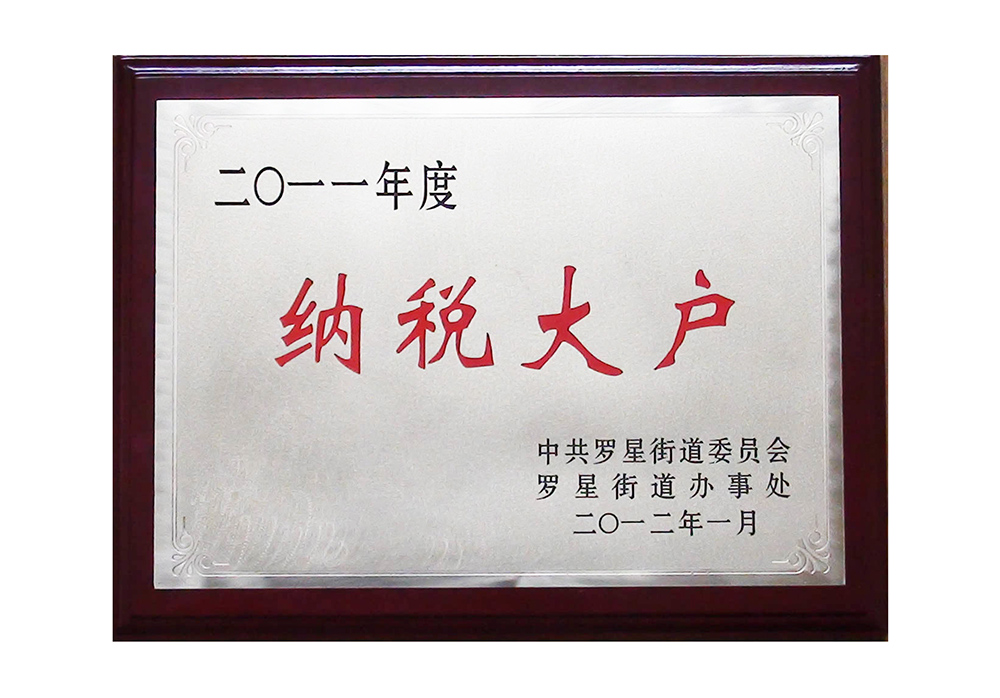 二〇一一年度
纳税大户
中共罗星街道委员会
罗星街道办事处
二〇一二年一月